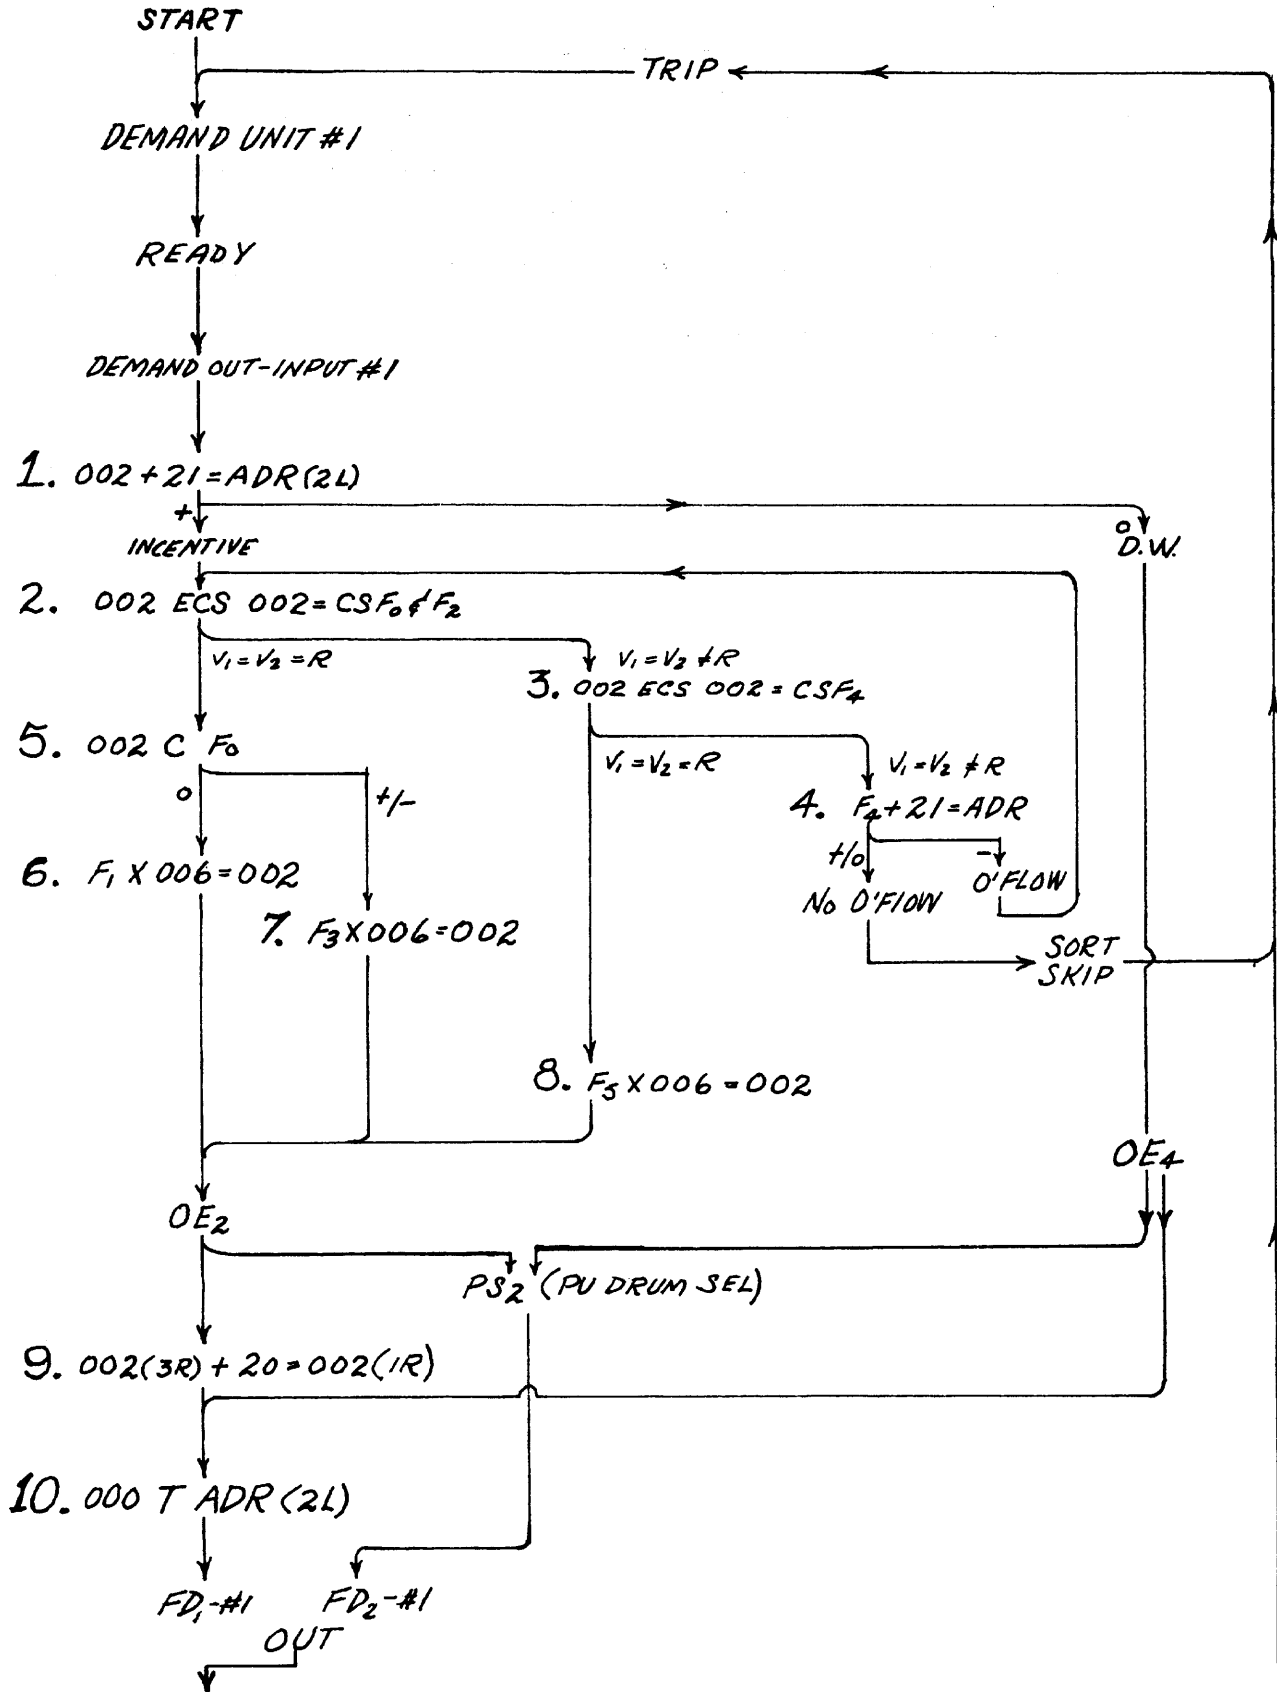 START
TRIP
DEMAND UNIT #1
READY
DEMAND OUT-INPUT #1
1. 002 + 21 = ADR (2L)
+
0
INCENTIVE
D.W.
2. 002 ECS 002 = CSF₀ & F₂
V₁ = V₂ = R
V₁ = V₂ ≠ R
3. 002 ECS 002 = CSF₄
5. 002 C F₀
V₁ = V₂ = R
V₁ = V₂ ≠ R
0
+/-
4. F₄ + 21 = ADR
+/0
-
6. F₁ X 006 = 002
O'FLOW
NO O'FLOW
7. F₃ X 006 = 002
SORT
SKIP
8. F₅ X 006 = 002
OE₄
OE₂
PS₂ (PU DRUM SEL)
9. 002 (3R) + 20 = 002 (1R)
10. 000 T ADR (2L)
FD₁-#1
FD₂-#1
OUT